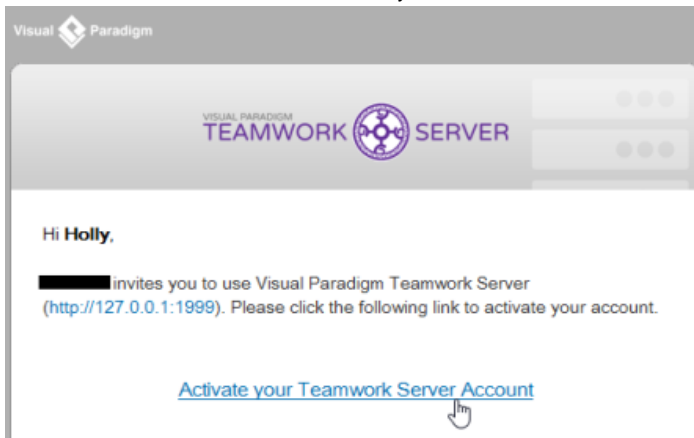 Visual Paradigm
VISUAL PARADIGM
TEAMWORK SERVER
Hi Holly,
invites you to use Visual Paradigm Teamwork Server
(http://127.0.0.1:1999). Please click the following link to activate your account.
Activate your Teamwork Server Account